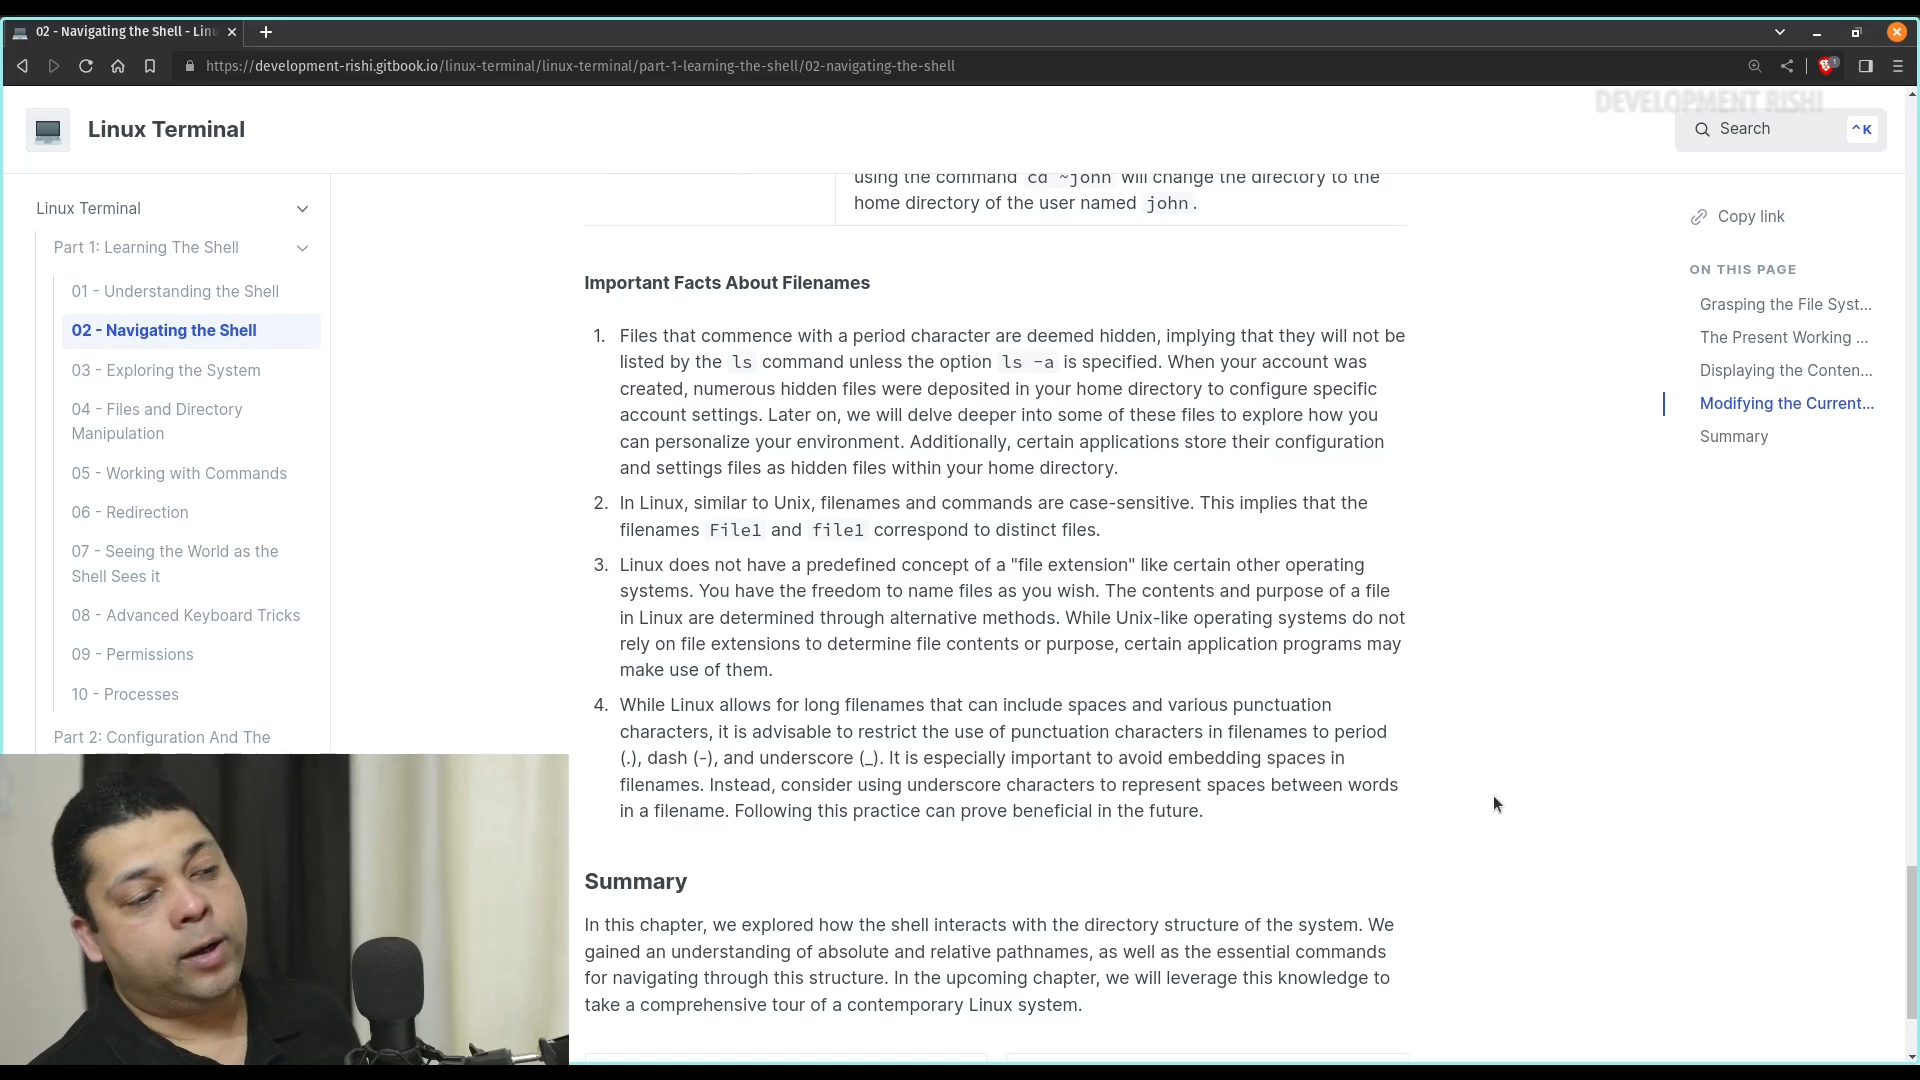 02 - Navigating the Shell - Linu
https://development-rishi.gitbook.io/linux-terminal/linux-terminal/part-1-learning-the-shell/02-navigating-the-shell
1
DEVELOPMENT RISHI
Linux Terminal
Search
^K
Linux Terminal
Part 1: Learning The Shell
01 - Understanding the Shell
02 - Navigating the Shell
03 - Exploring the System
04 - Files and Directory
Manipulation
05 - Working with Commands
06 - Redirection
07 - Seeing the World as the
Shell Sees it
08 - Advanced Keyboard Tricks
09 - Permissions
10 - Processes
Part 2: Configuration And The
using the command cd ~john will change the directory to the
home directory of the user named john.
Important Facts About Filenames
1. Files that commence with a period character are deemed hidden, implying that they will not be
listed by the ls command unless the option ls -a is specified. When your account was
created, numerous hidden files were deposited in your home directory to configure specific
account settings. Later on, we will delve deeper into some of these files to explore how you
can personalize your environment. Additionally, certain applications store their configuration
and settings files as hidden files within your home directory.
2. In Linux, similar to Unix, filenames and commands are case-sensitive. This implies that the
filenames File1 and file1 correspond to distinct files.
3. Linux does not have a predefined concept of a "file extension" like certain other operating
systems. You have the freedom to name files as you wish. The contents and purpose of a file
in Linux are determined through alternative methods. While Unix-like operating systems do not
rely on file extensions to determine file contents or purpose, certain application programs may
make use of them.
4. While Linux allows for long filenames that can include spaces and various punctuation
characters, it is advisable to restrict the use of punctuation characters in filenames to period
(.), dash (-), and underscore (_). It is especially important to avoid embedding spaces in
filenames. Instead, consider using underscore characters to represent spaces between words
in a filename. Following this practice can prove beneficial in the future.
Summary
In this chapter, we explored how the shell interacts with the directory structure of the system. We
gained an understanding of absolute and relative pathnames, as well as the essential commands
for navigating through this structure. In the upcoming chapter, we will leverage this knowledge to
take a comprehensive tour of a contemporary Linux system.
Copy link
ON THIS PAGE
Grasping the File Syst...
The Present Working ...
Displaying the Conten...
Modifying the Current...
Summary